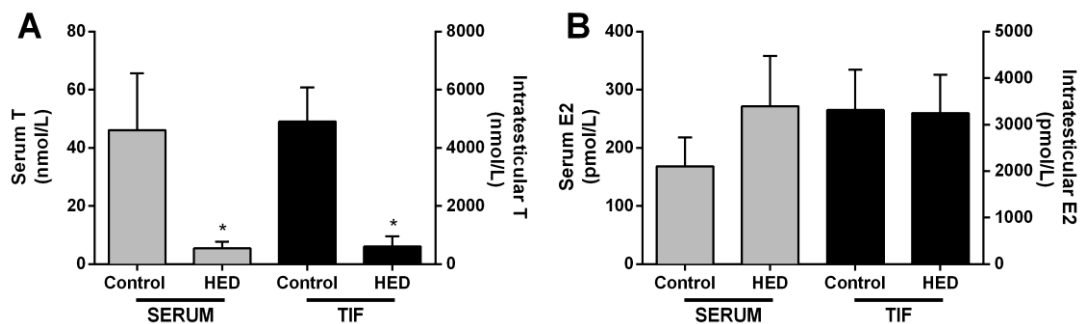 A
80
60
40
20
0
Serum T
(nmol/L)
8000
6000
4000
2000
0
Intratesticular T
(nmol/L)
*
*
Control HED Control HED
SERUM TIF
B
400
300
200
100
0
Serum E2
(pmol/L)
5000
4000
3000
2000
1000
0
Intratesticular E2
(pmol/L)
Control HED Control HED
SERUM TIF